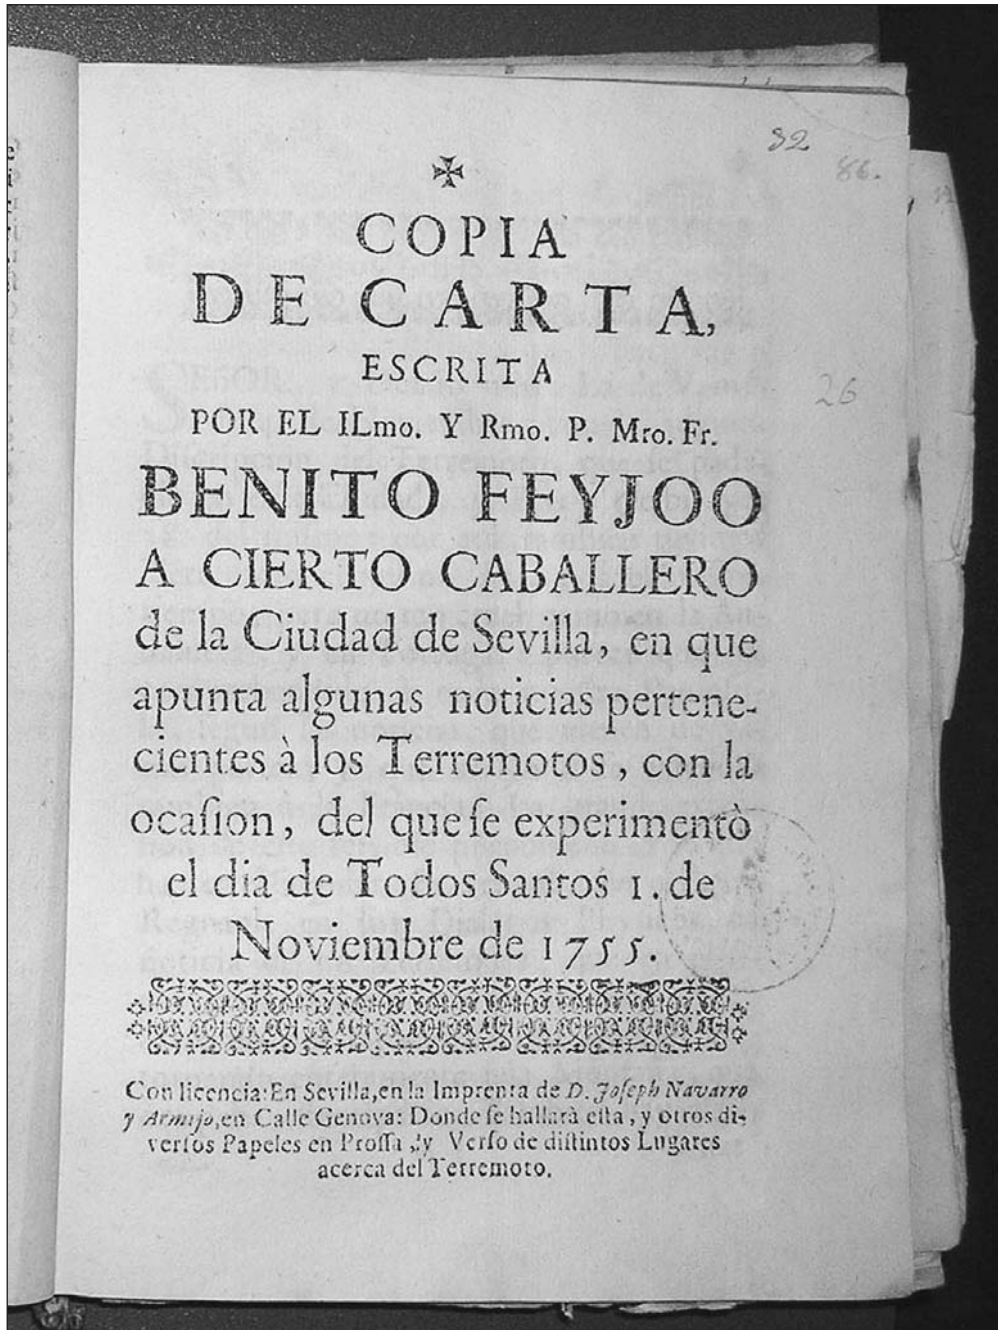 82
86.
COPIA
DE CARTA,
ESCRITA
26
POR EL ILmo. Y Rmo. P. Mro. Fr.
BENITO FEYJOO
A CIERTO CABALLERO
de la Ciudad de Sevilla, en que
apunta algunas noticias pertene-
cientes à los Terremotos, con la
ocaſion, del que ſe experimentò
el dia de Todos Santos 1. de
Noviembre de 1755.
Con licencia: En Sevilla, en la Imprenta de D. Joſeph Navarro
y Armijo, en Calle Genova: Donde ſe hallarà eſta, y otros di-
verſos Papeles en Proſſa, y Verſo de diſtintos Lugares
acerca del Terremoto.